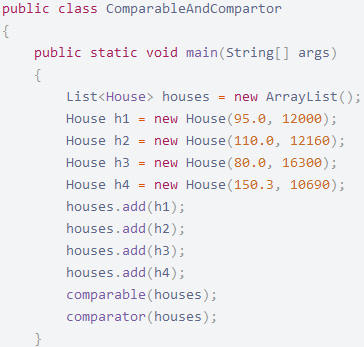 public class ComparableAndCompartor
{
    public static void main(String[] args)
    {
        List<House> houses = new ArrayList();
        House h1 = new House(95.0, 12000);
        House h2 = new House(110.0, 12160);
        House h3 = new House(80.0, 16300);
        House h4 = new House(150.3, 10690);
        houses.add(h1);
        houses.add(h2);
        houses.add(h3);
        houses.add(h4);
        comparable(houses);
        comparator(houses);
    }